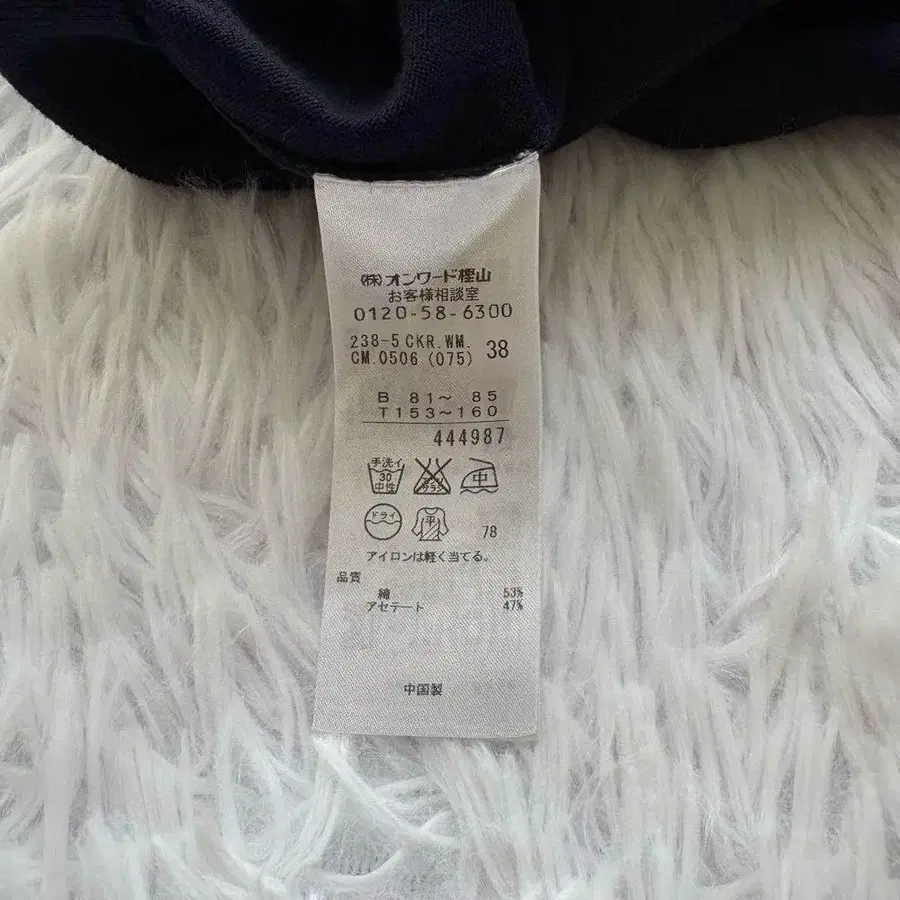 (株)オンワード樫山
お客様相談室
0120-58-6300
238-5 CKR.WM. 38
CM.0506 (075)
B 81~ 85
T153~160
444987
手洗イ
30
中性
中
ドライ
平
78
アイロンは軽く当てる。
品質
綿 53%
アセテート 47%
中国製